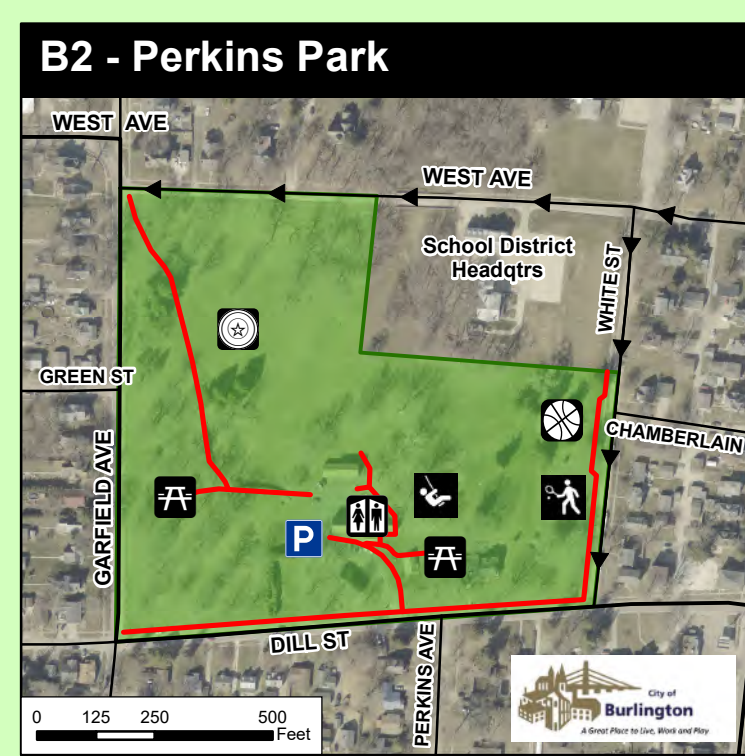 B2 - Perkins Park
WEST AVE
WEST AVE
School District
Headqtrs
WHITE ST
GREEN ST
CHAMBERLAIN
GARFIELD AVE
P
DILL ST
PERKINS AVE
0 125 250 500
Feet
City of
Burlington
A Great Place to Live, Work and Play